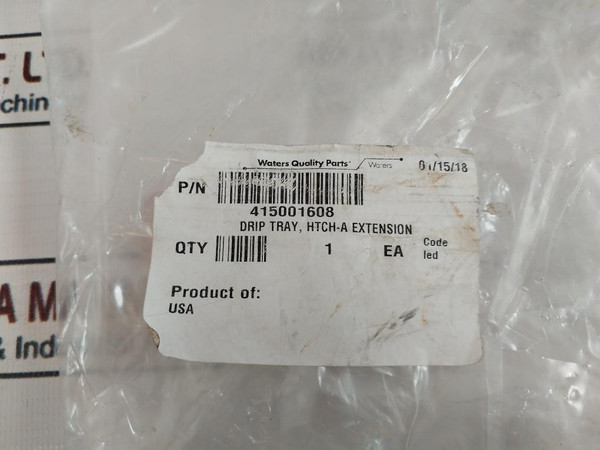 T. L
chin
Waters Quality Parts Waters 01/15/18
P/N
415001608
DRIP TRAY, HTCH-A EXTENSION
QTY 1 EA Code
led
Product of:
USA
A M
& Ind